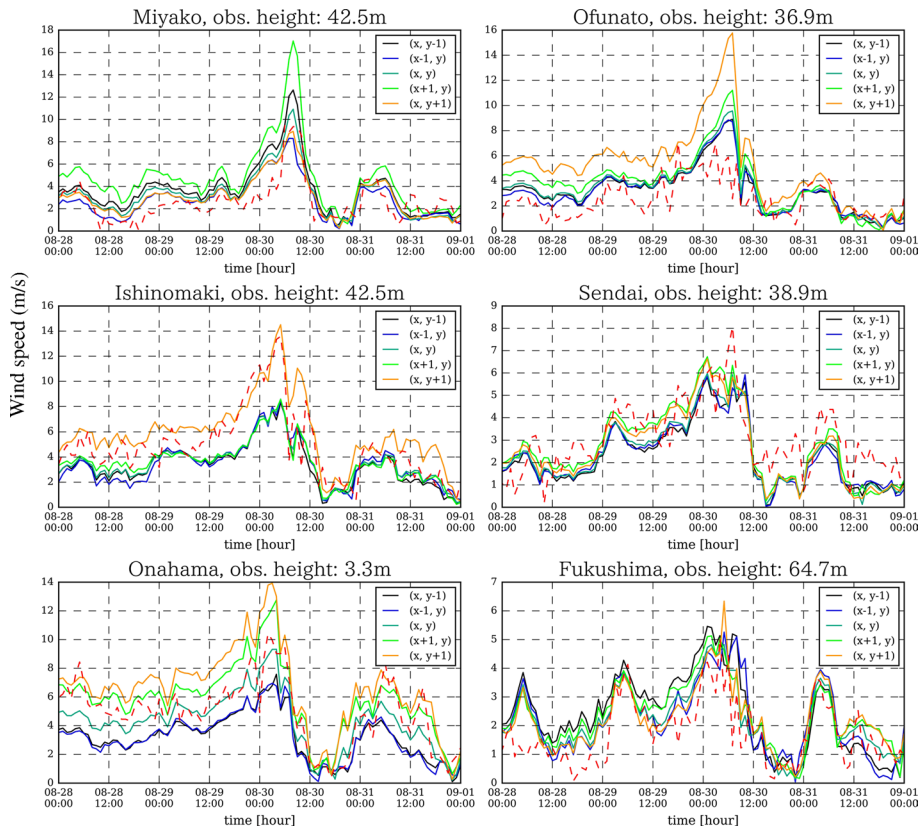 Wind speed (m/s)
Miyako, obs. height: 42.5m
18
16
14
12
10
8
6
4
2
0
(x, y-1)
(x-1, y)
(x, y)
(x+1, y)
(x, y+1)
08-28 08-28 08-29 08-29 08-30 08-30 08-31 08-31 09-01
00:00 12:00 00:00 12:00 00:00 12:00 00:00 12:00 00:00
time [hour]
Ofunato, obs. height: 36.9m
16
14
12
10
8
6
4
2
0
(x, y-1)
(x-1, y)
(x, y)
(x+1, y)
(x, y+1)
08-28 08-28 08-29 08-29 08-30 08-30 08-31 08-31 09-01
00:00 12:00 00:00 12:00 00:00 12:00 00:00 12:00 00:00
time [hour]
Ishinomaki, obs. height: 42.5m
16
14
12
10
8
6
4
2
0
(x, y-1)
(x-1, y)
(x, y)
(x+1, y)
(x, y+1)
08-28 08-28 08-29 08-29 08-30 08-30 08-31 08-31 09-01
00:00 12:00 00:00 12:00 00:00 12:00 00:00 12:00 00:00
time [hour]
Sendai, obs. height: 38.9m
9
8
7
6
5
4
3
2
1
0
(x, y-1)
(x-1, y)
(x, y)
(x+1, y)
(x, y+1)
08-28 08-28 08-29 08-29 08-30 08-30 08-31 08-31 09-01
00:00 12:00 00:00 12:00 00:00 12:00 00:00 12:00 00:00
time [hour]
Onahama, obs. height: 3.3m
14
12
10
8
6
4
2
0
(x, y-1)
(x-1, y)
(x, y)
(x+1, y)
(x, y+1)
08-28 08-28 08-29 08-29 08-30 08-30 08-31 08-31 09-01
00:00 12:00 00:00 12:00 00:00 12:00 00:00 12:00 00:00
time [hour]
Fukushima, obs. height: 64.7m
7
6
5
4
3
2
1
0
(x, y-1)
(x-1, y)
(x, y)
(x+1, y)
(x, y+1)
08-28 08-28 08-29 08-29 08-30 08-30 08-31 08-31 09-01
00:00 12:00 00:00 12:00 00:00 12:00 00:00 12:00 00:00
time [hour]